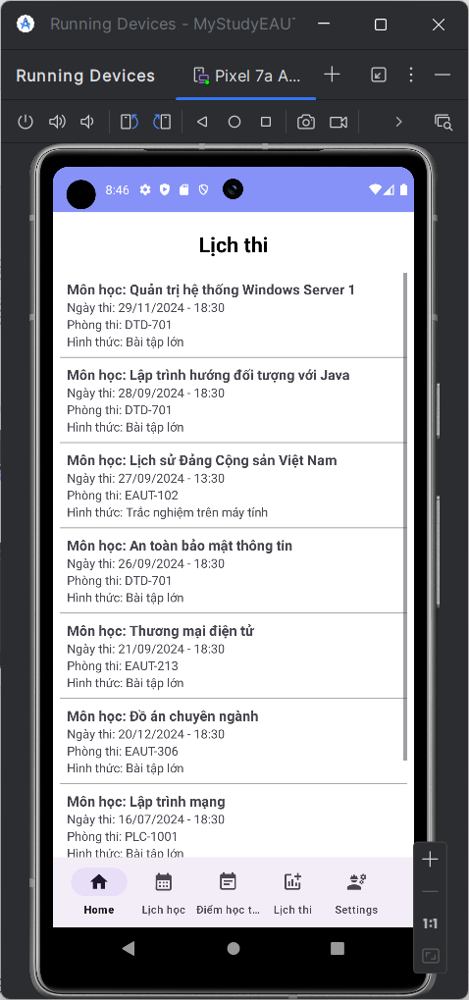 Running Devices - MyStudyEAUT
Running Devices
Pixel 7a A...
8:46
Lịch thi
Môn học: Quản trị hệ thống Windows Server 1
Ngày thi: 29/11/2024 - 18:30
Phòng thi: DTD-701
Hình thức: Bài tập lớn
Môn học: Lập trình hướng đối tượng với Java
Ngày thi: 28/09/2024 - 18:30
Phòng thi: DTD-701
Hình thức: Bài tập lớn
Môn học: Lịch sử Đảng Cộng sản Việt Nam
Ngày thi: 27/09/2024 - 13:30
Phòng thi: EAUT-102
Hình thức: Trắc nghiệm trên máy tính
Môn học: An toàn bảo mật thông tin
Ngày thi: 26/09/2024 - 18:30
Phòng thi: DTD-701
Hình thức: Bài tập lớn
Môn học: Thương mại điện tử
Ngày thi: 21/09/2024 - 18:30
Phòng thi: EAUT-213
Hình thức: Bài tập lớn
Môn học: Đồ án chuyên ngành
Ngày thi: 20/12/2024 - 18:30
Phòng thi: EAUT-306
Hình thức: Bài tập lớn
Môn học: Lập trình mạng
Ngày thi: 16/07/2024 - 18:30
Phòng thi: PLC-1001
Hình thức: Bài tập lớn
1:1
Home
Lịch học
Điểm học t...
Lịch thi
Settings